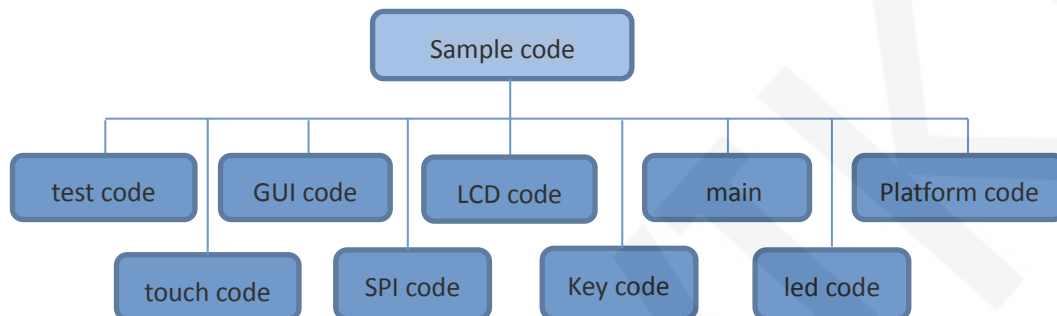 Sample code
test code
GUI code
LCD code
main
Platform code
touch code
SPI code
Key code
led code